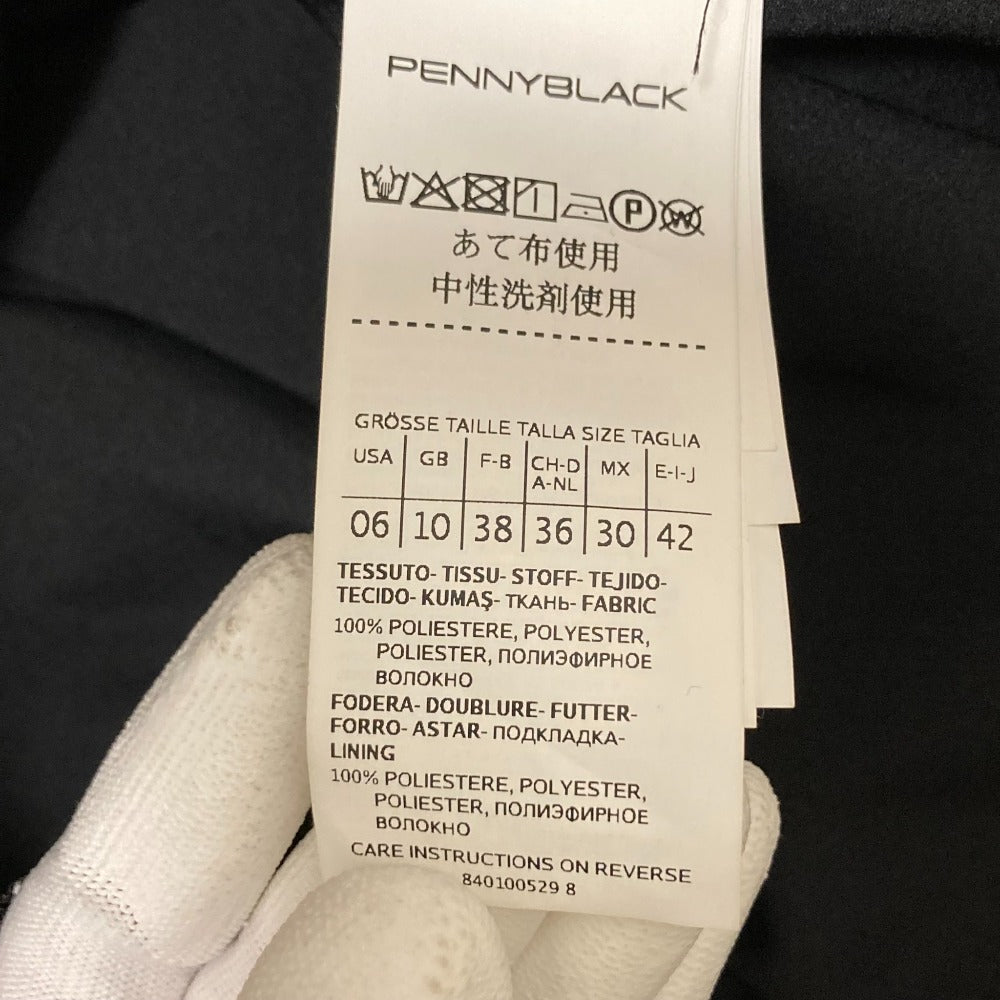 PENNYBLACK
P W
あて布使用
中性洗剤使用
GRÖSSE TAILLE TALLA SIZE TAGLIA
USA GB F-B CH-D A-NL MX E-I-J
06 10 38 36 30 42
TESSUTO- TISSU- STOFF- TEJIDO-
TECIDO- KUMAŞ- ТКАНЬ- FABRIC
100% POLIESTERE, POLYESTER,
POLIESTER, ПОЛИЭФИРНОЕ
ВОЛОКНО
FODERA- DOUBLURE- FUTTER-
FORRO- ASTAR- ПОДКЛАДКА-
LINING
100% POLIESTERE, POLYESTER,
POLIESTER, ПОЛИЭФИРНОЕ
ВОЛОКНО
CARE INSTRUCTIONS ON REVERSE
840100529 8